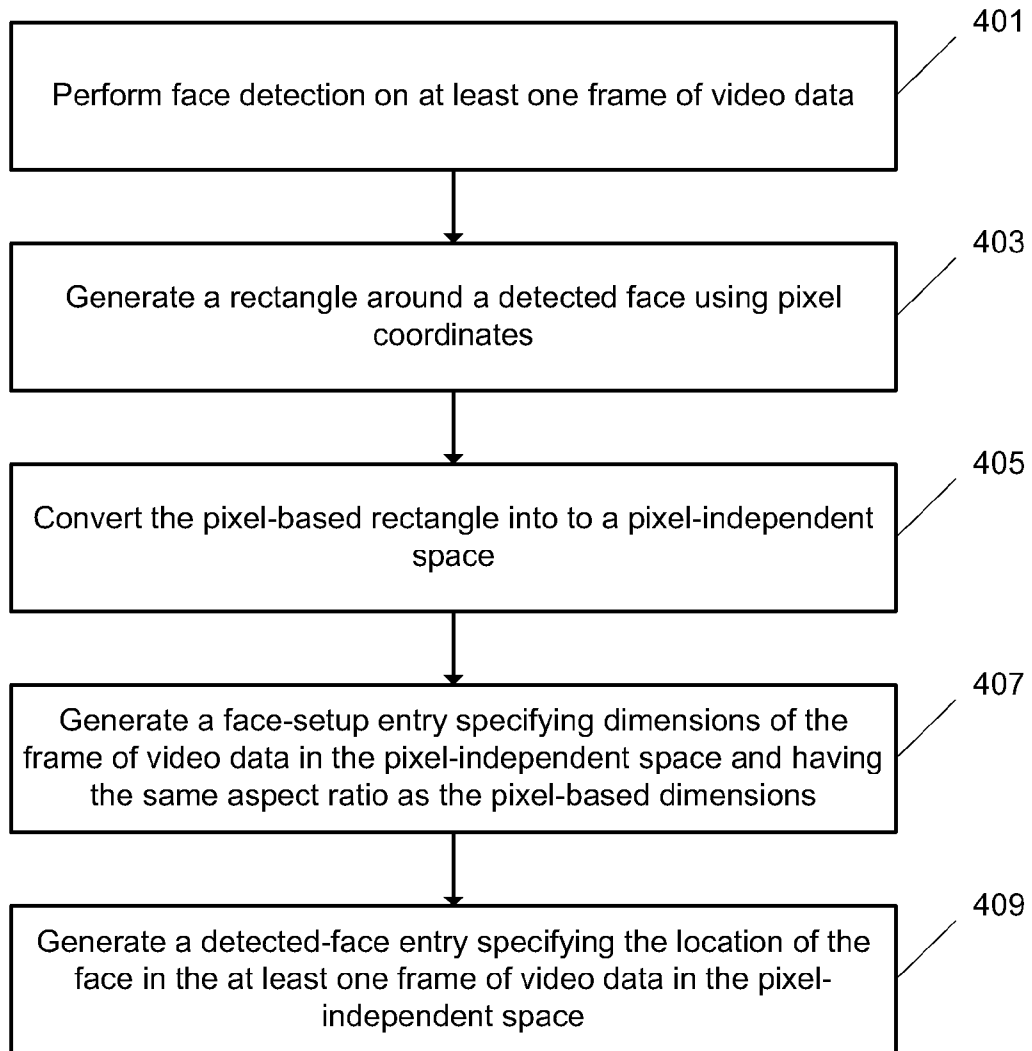 401
Perform face detection on at least one frame of video data
403
Generate a rectangle around a detected face using pixel
coordinates
405
Convert the pixel-based rectangle into to a pixel-independent
space
407
Generate a face-setup entry specifying dimensions of the
frame of video data in the pixel-independent space and having
the same aspect ratio as the pixel-based dimensions
409
Generate a detected-face entry specifying the location of the
face in the at least one frame of video data in the pixel-
independent space